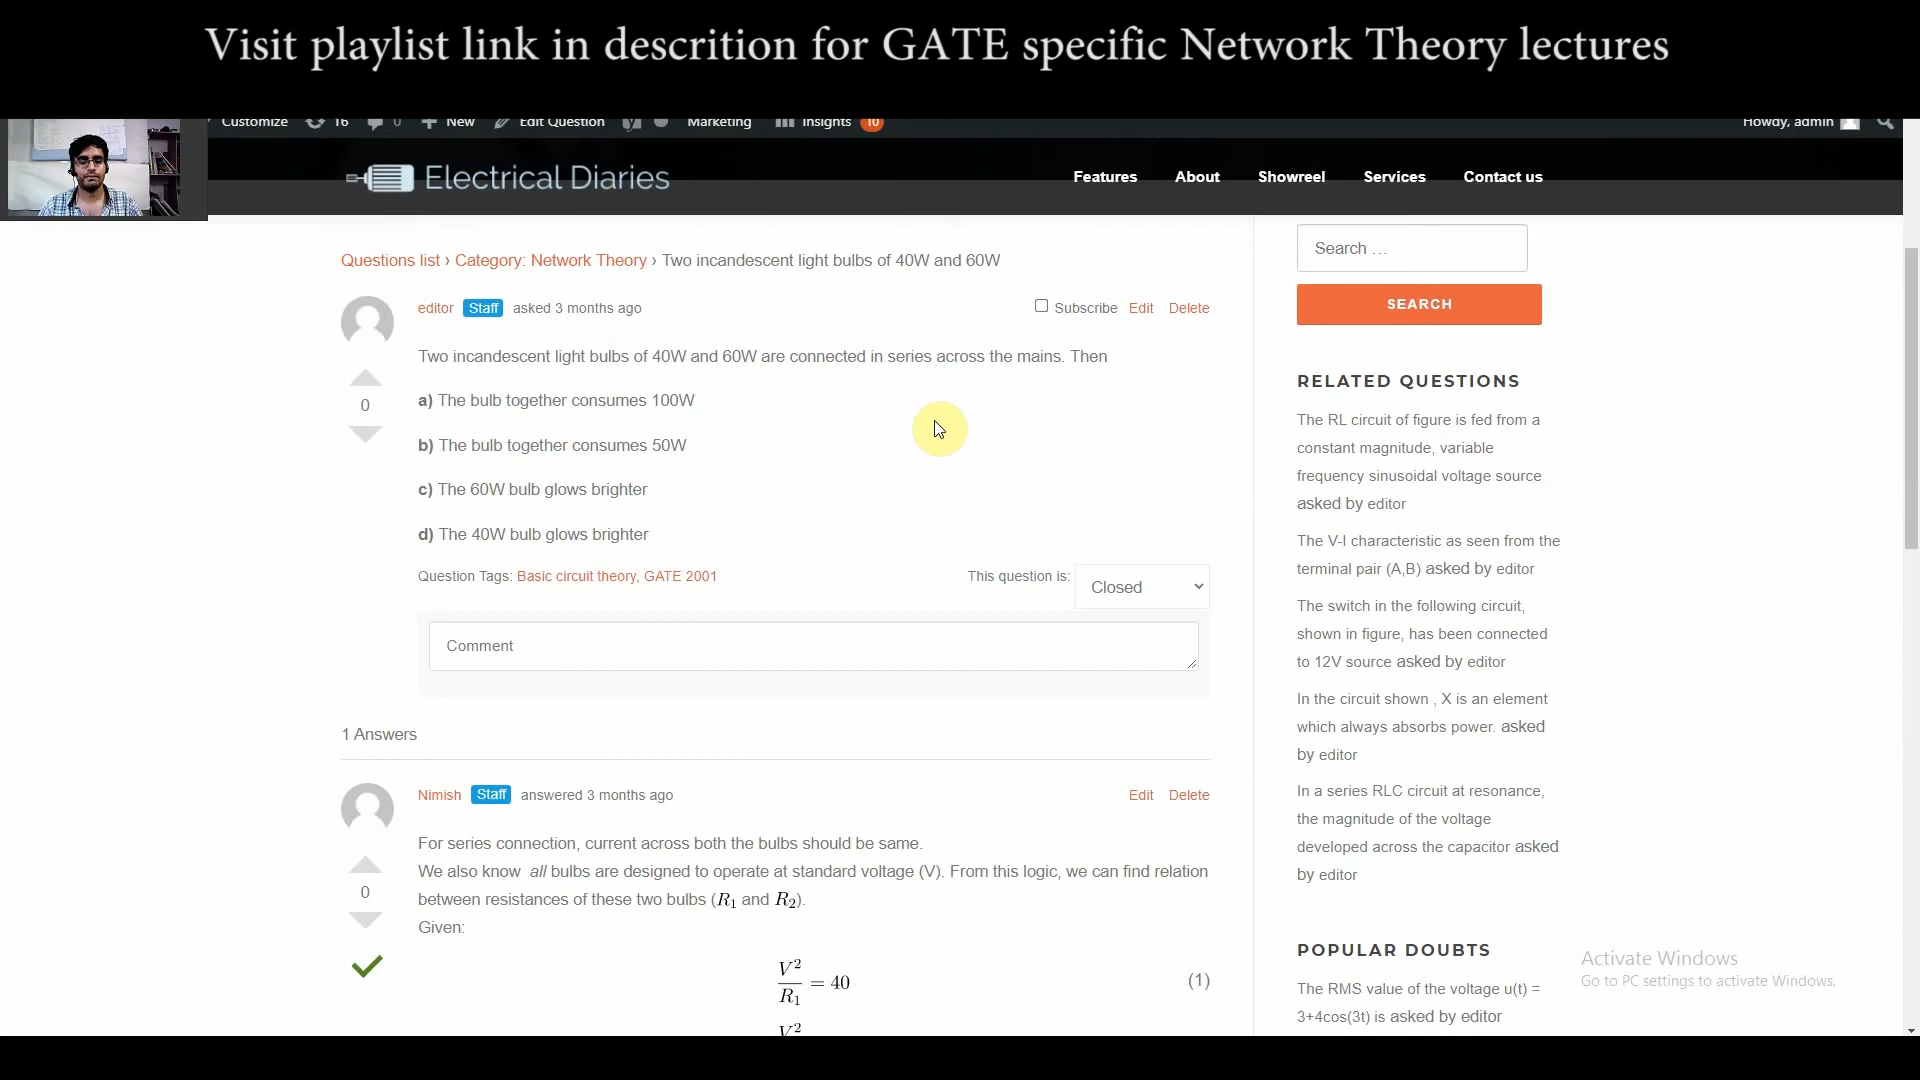 Visit playlist link in descrition for GATE specific Network Theory lectures
Customize 16 0 New Edit Question Marketing Insights 10 Howdy, admin
Electrical Diaries
Features About Showreel Services Contact us
Questions list › Category: Network Theory › Two incandescent light bulbs of 40W and 60W
editor Staff asked 3 months ago Subscribe Edit Delete
Two incandescent light bulbs of 40W and 60W are connected in series across the mains. Then
0
a) The bulb together consumes 100W
b) The bulb together consumes 50W
c) The 60W bulb glows brighter
d) The 40W bulb glows brighter
Question Tags: Basic circuit theory, GATE 2001 This question is: Closed
Comment
1 Answers
Nimish Staff answered 3 months ago Edit Delete
For series connection, current across both the bulbs should be same.
We also know all bulbs are designed to operate at standard voltage (V). From this logic, we can find relation
between resistances of these two bulbs (R₁ and R₂).
0
Given:
V²/R₁ = 40 (1)
V²
Search …
SEARCH
RELATED QUESTIONS
The RL circuit of figure is fed from a
constant magnitude, variable
frequency sinusoidal voltage source
asked by editor
The V-I characteristic as seen from the
terminal pair (A,B) asked by editor
The switch in the following circuit,
shown in figure, has been connected
to 12V source asked by editor
In the circuit shown , X is an element
which always absorbs power. asked
by editor
In a series RLC circuit at resonance,
the magnitude of the voltage
developed across the capacitor asked
by editor
POPULAR DOUBTS
The RMS value of the voltage u(t) =
3+4cos(3t) is asked by editor
Activate Windows
Go to PC settings to activate Windows.